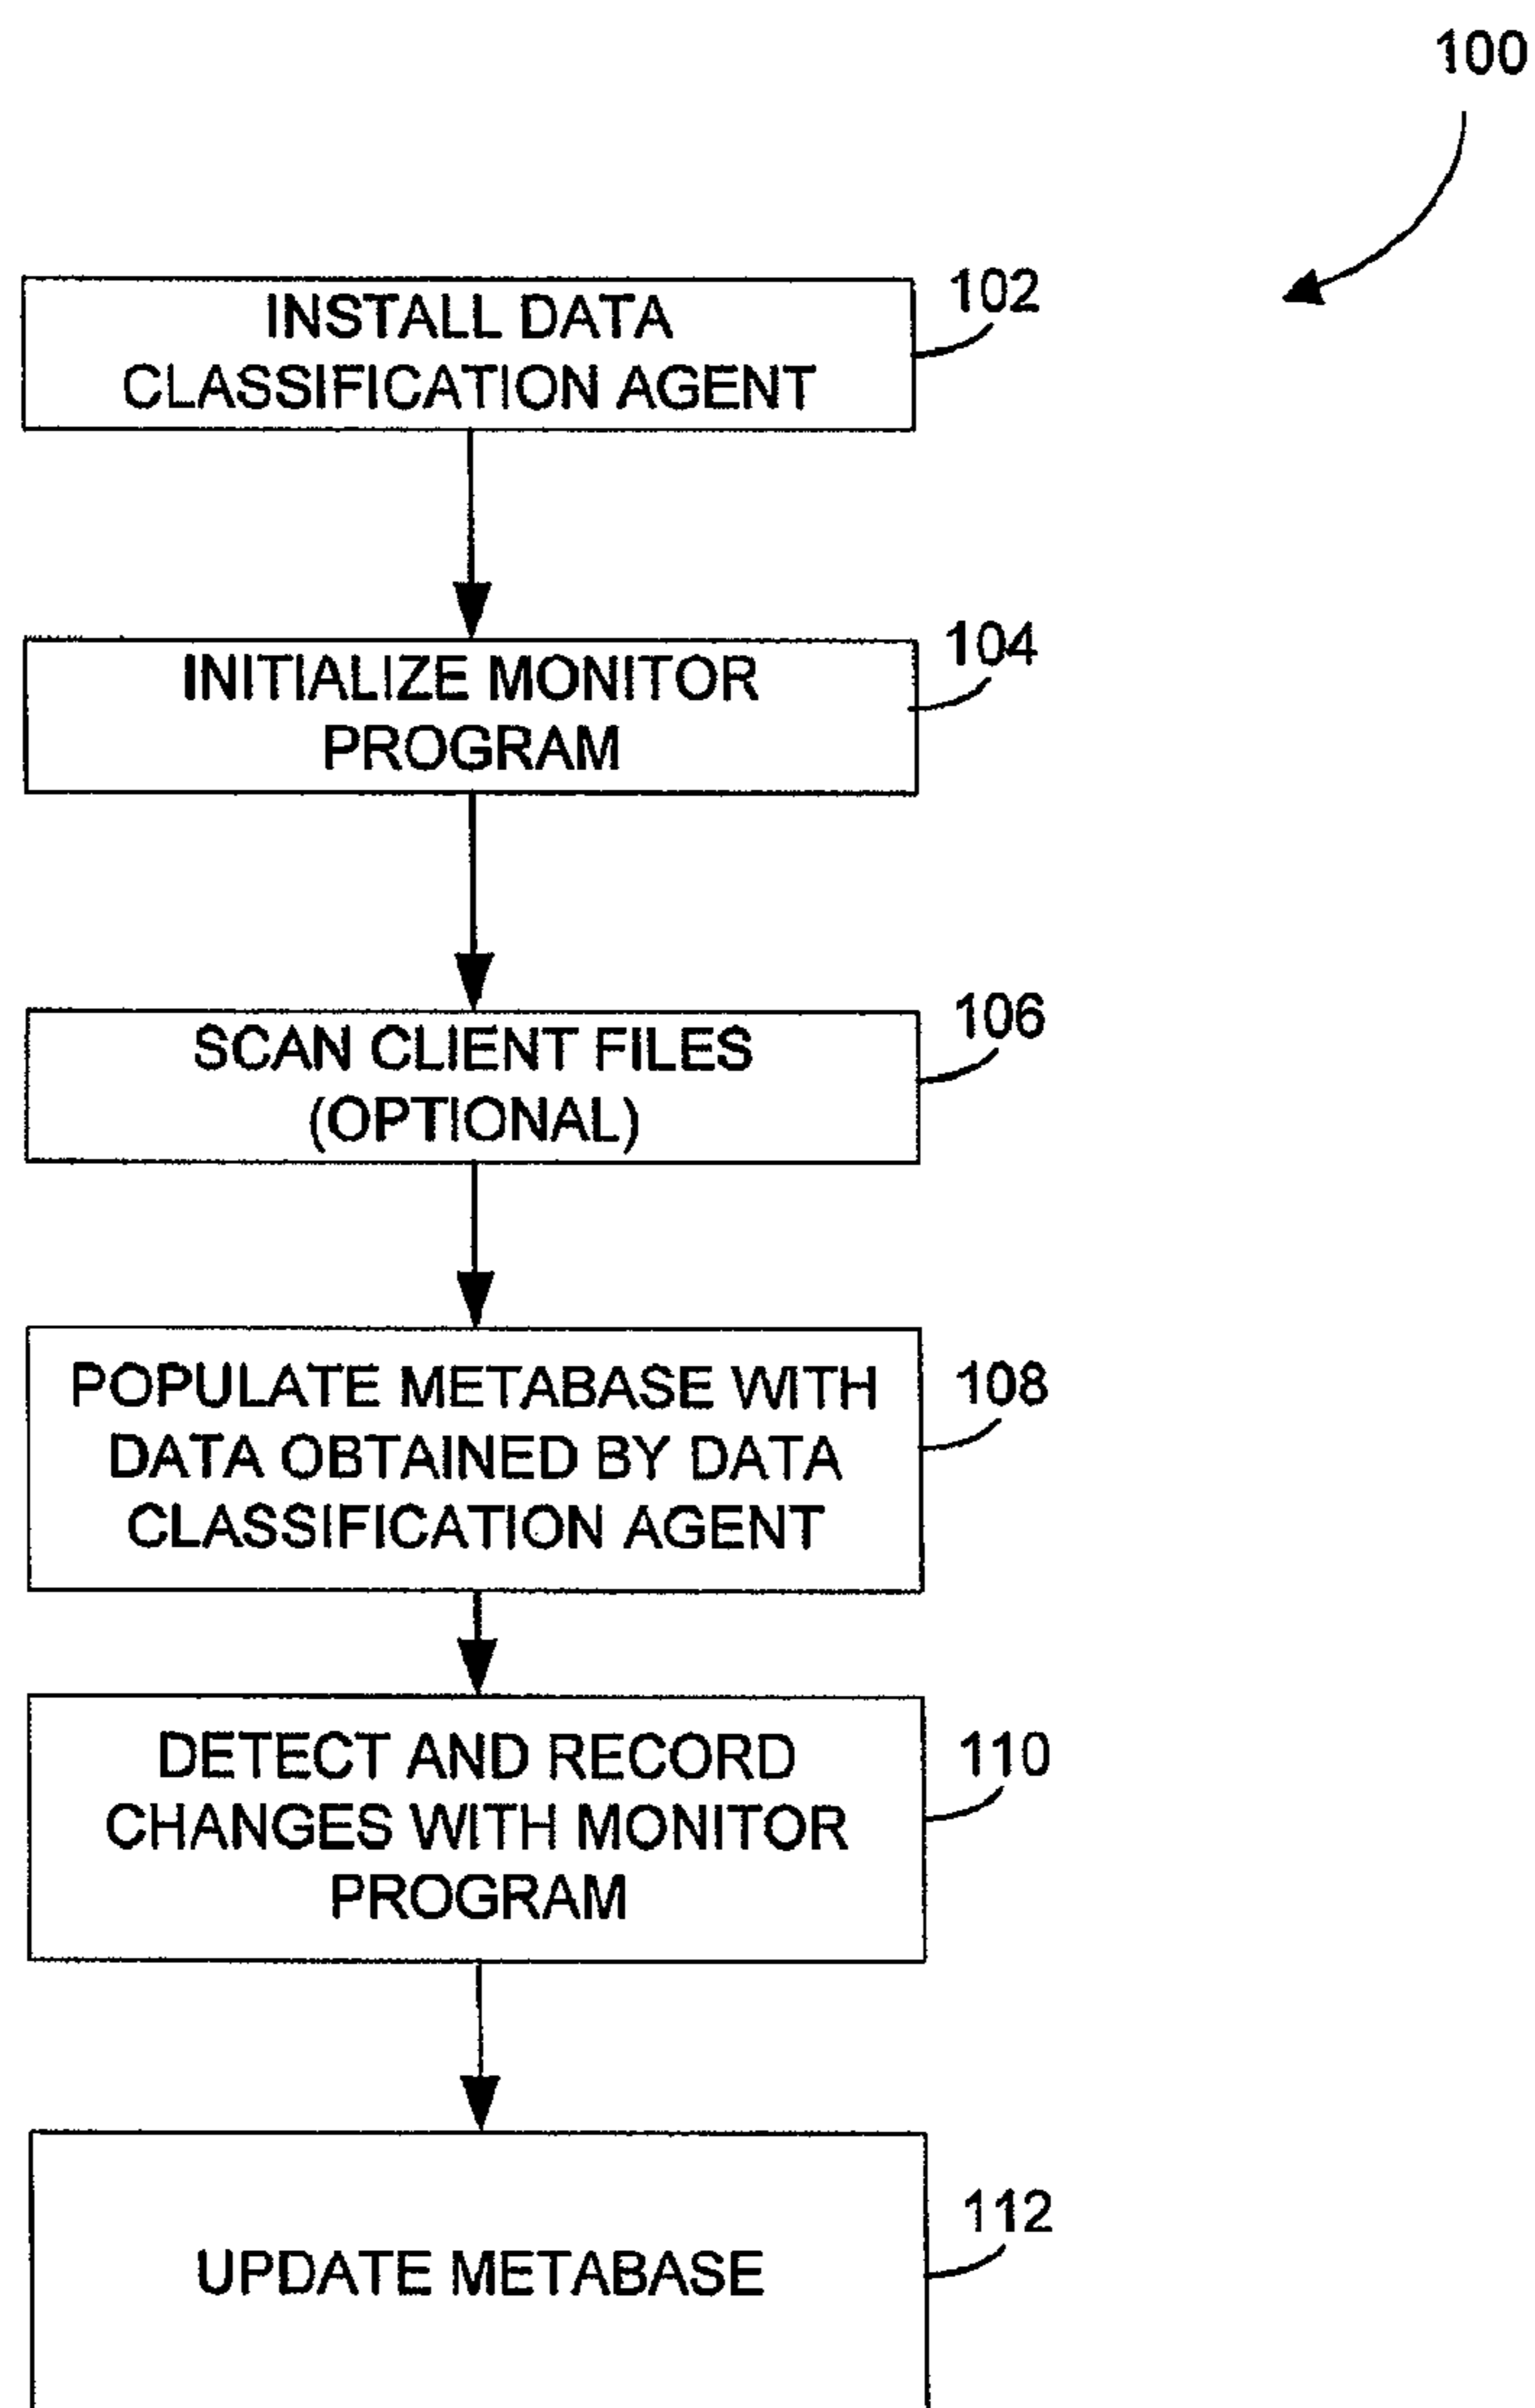 100
INSTALL DATA
CLASSIFICATION AGENT
102
INITIALIZE MONITOR
PROGRAM
104
SCAN CLIENT FILES
(OPTIONAL)
106
POPULATE METABASE WITH
DATA OBTAINED BY DATA
CLASSIFICATION AGENT
108
DETECT AND RECORD
CHANGES WITH MONITOR
PROGRAM
110
UPDATE METABASE
112